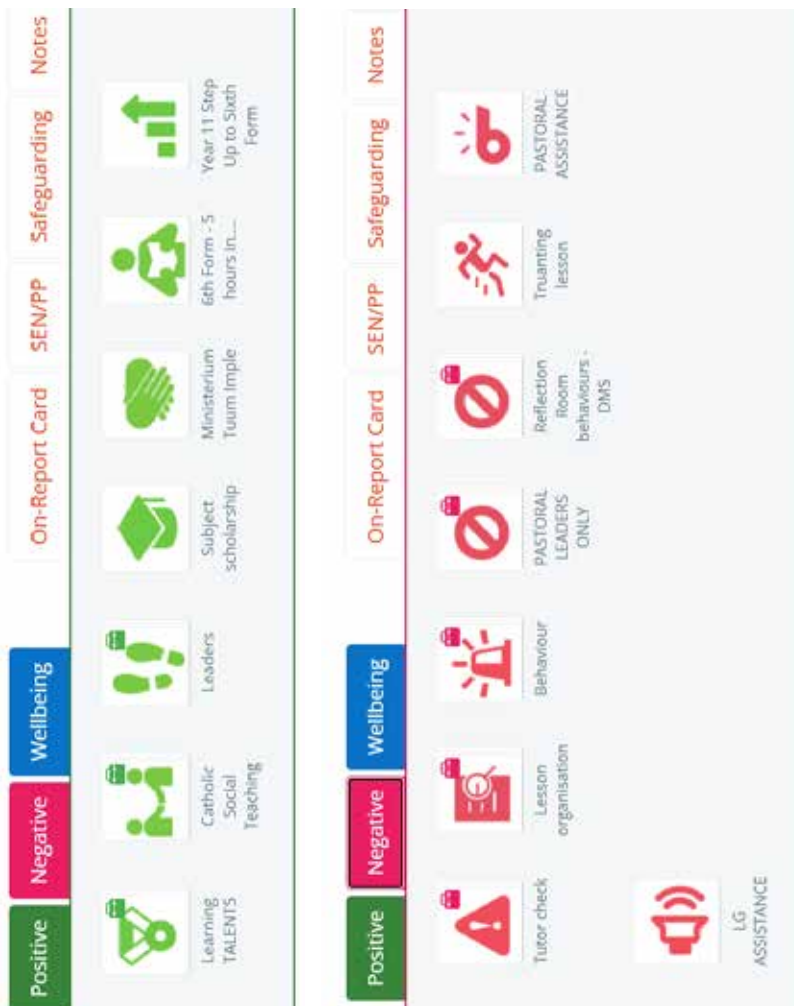 Positive
Negative
Wellbeing
On-Report Card
SEN/PP
Safeguarding
Notes
Learning
TALENTS
Catholic
Social
Teaching
Leaders
Subject
scholarship
Ministerium
Tuum Imple
6th Form - 5
hours in....
Year 11 Step
Up to Sixth
Form
Positive
Negative
Wellbeing
On-Report Card
SEN/PP
Safeguarding
Notes
Tutor check
Lesson
organisation
Behaviour
PASTORAL
LEADERS
ONLY
Reflection
Room
behaviours -
DMS
Truanting
lesson
PASTORAL
ASSISTANCE
LG
ASSISTANCE